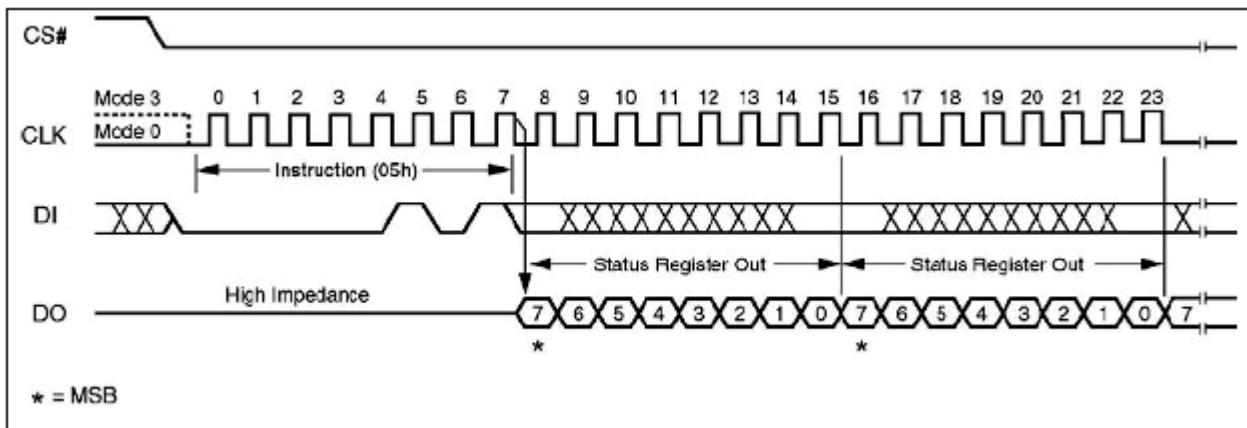 CS#
Mode 3
0 1 2 3 4 5 6 7 8 9 10 11 12 13 14 15 16 17 18 19 20 21 22 23
CLK
Mode 0
Instruction (05h)
DI
Status Register Out
Status Register Out
High Impedance
DO
7 6 5 4 3 2 1 0 7 6 5 4 3 2 1 0 7
* *
* = MSB